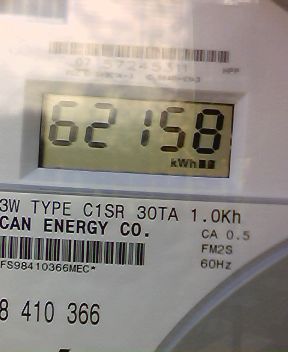 62158
kWh
3W TYPE C1SR 30TA 1.0Kh
CAN ENERGY CO.
CA 0.5
FM2S
FS98410366MEC*
60Hz
8 410 366